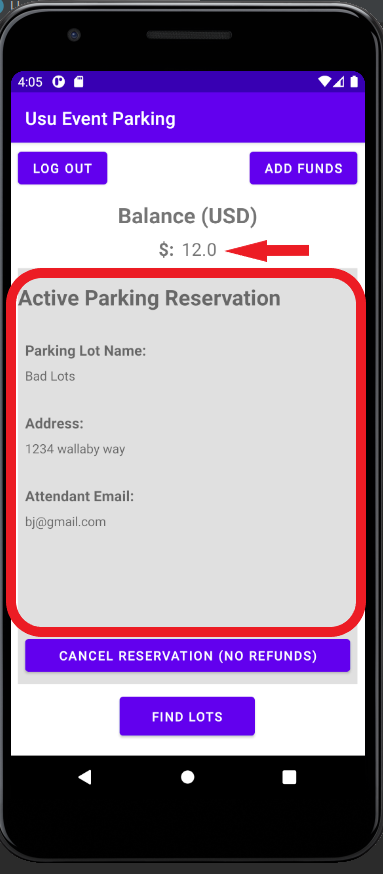 4:05
Usu Event Parking
LOG OUT
ADD FUNDS
Balance (USD)
$: 12.0
Active Parking Reservation
Parking Lot Name:
Bad Lots
Address:
1234 wallaby way
Attendant Email:
bj@gmail.com
CANCEL RESERVATION (NO REFUNDS)
FIND LOTS